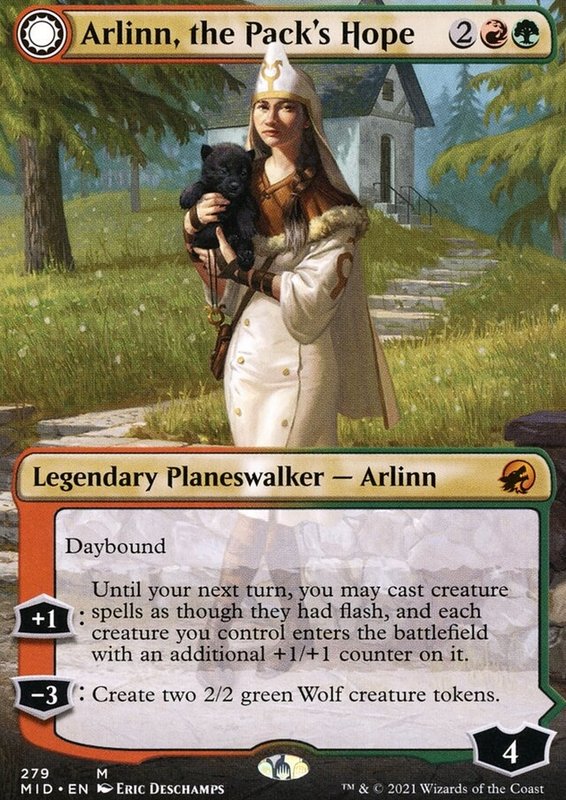 Arlinn, the Pack's Hope 2
Legendary Planeswalker — Arlinn
Daybound
+1: Until your next turn, you may cast creature
spells as though they had flash, and each
creature you control enters the battlefield
with an additional +1/+1 counter on it.
−3: Create two 2/2 green Wolf creature tokens.
4
279 M
MID • EN Eric Deschamps
™ & © 2021 Wizards of the Coast